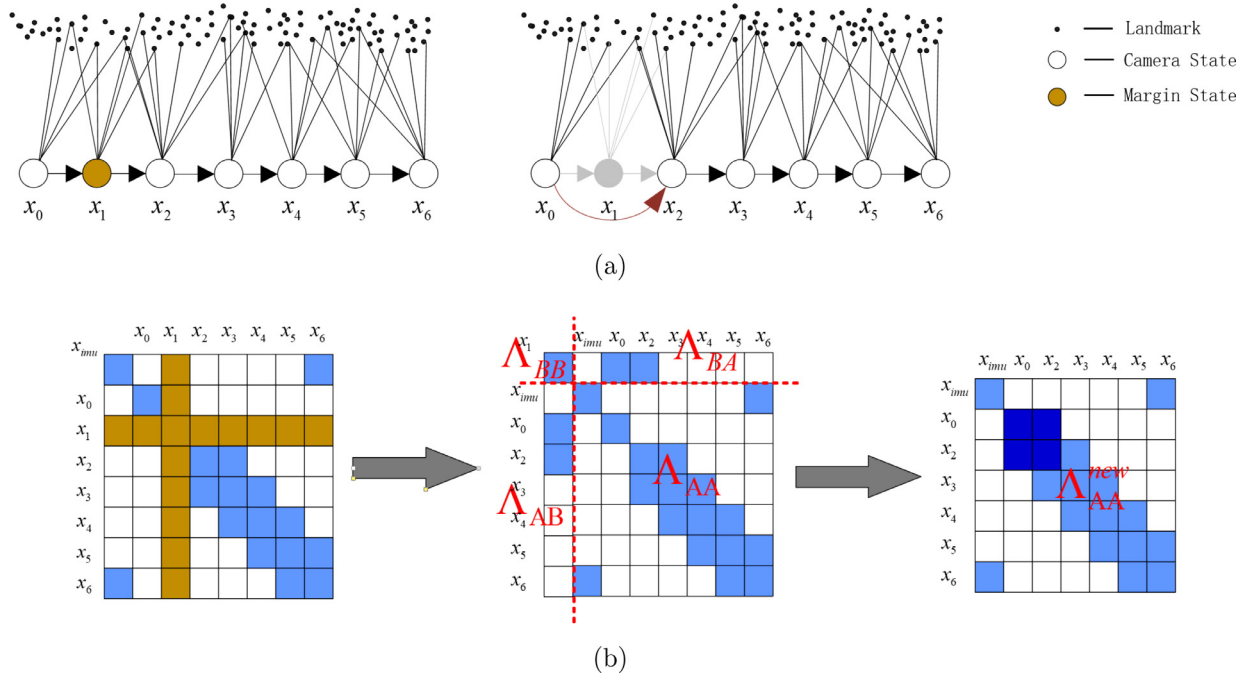 Landmark
Camera State
Margin State
x0 x1 x2 x3 x4 x5 x6
x0 x1 x2 x3 x4 x5 x6
(a)
x0 x1 x2 x3 x4 x5 x6
ximu
x0
x1
x2
x3
x4
x5
x6
x1 ximu x0 x2 x3 x4 x5 x6
ΛBB ΛBA
ximu
x0
x2
x3
x4
x5
x6
ΛAA
ΛAB
ximu x0 x2 x3 x4 x5 x6
ximu
x0
x2
x3
x4
x5
x6
ΛAA new
(b)